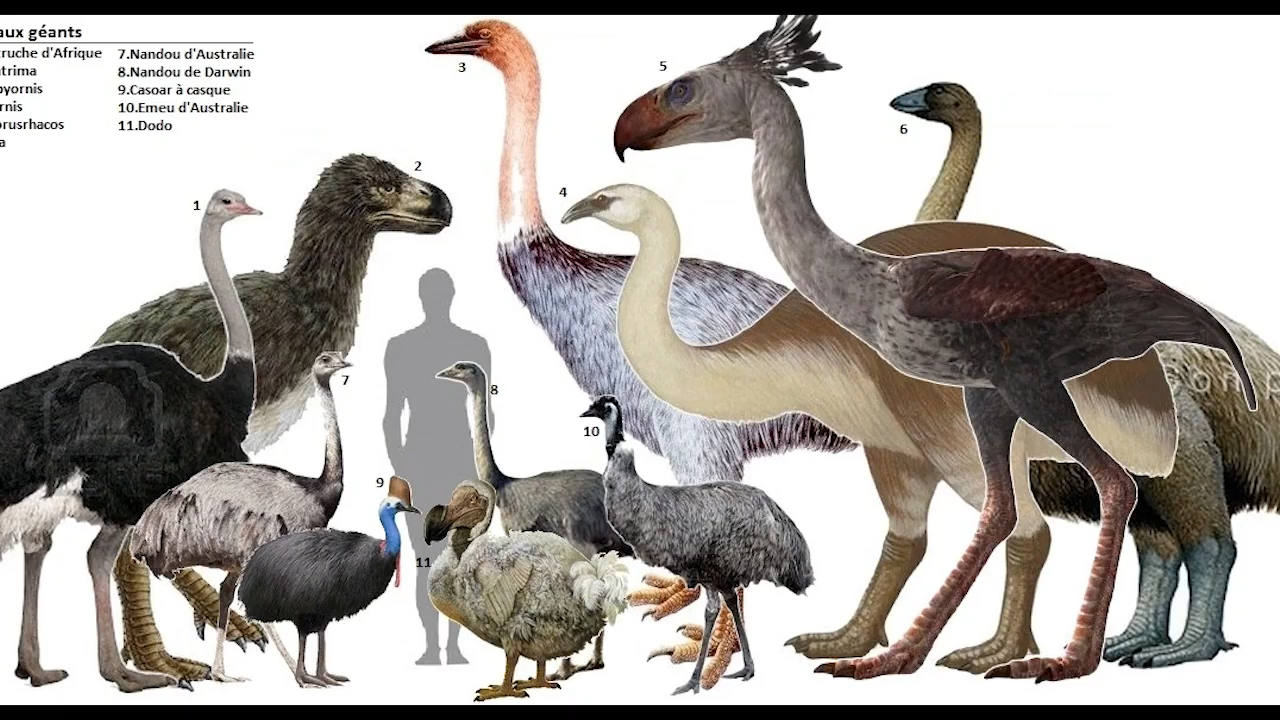 aux géants
ruche d'Afrique
trima
pyornis
rnis
orusrhacos
a
7.Nandou d'Australie
8.Nandou de Darwin
9.Casoar à casque
10.Emeu d'Australie
11.Dodo
1
2
3
4
5
6
7
8
9
10
11